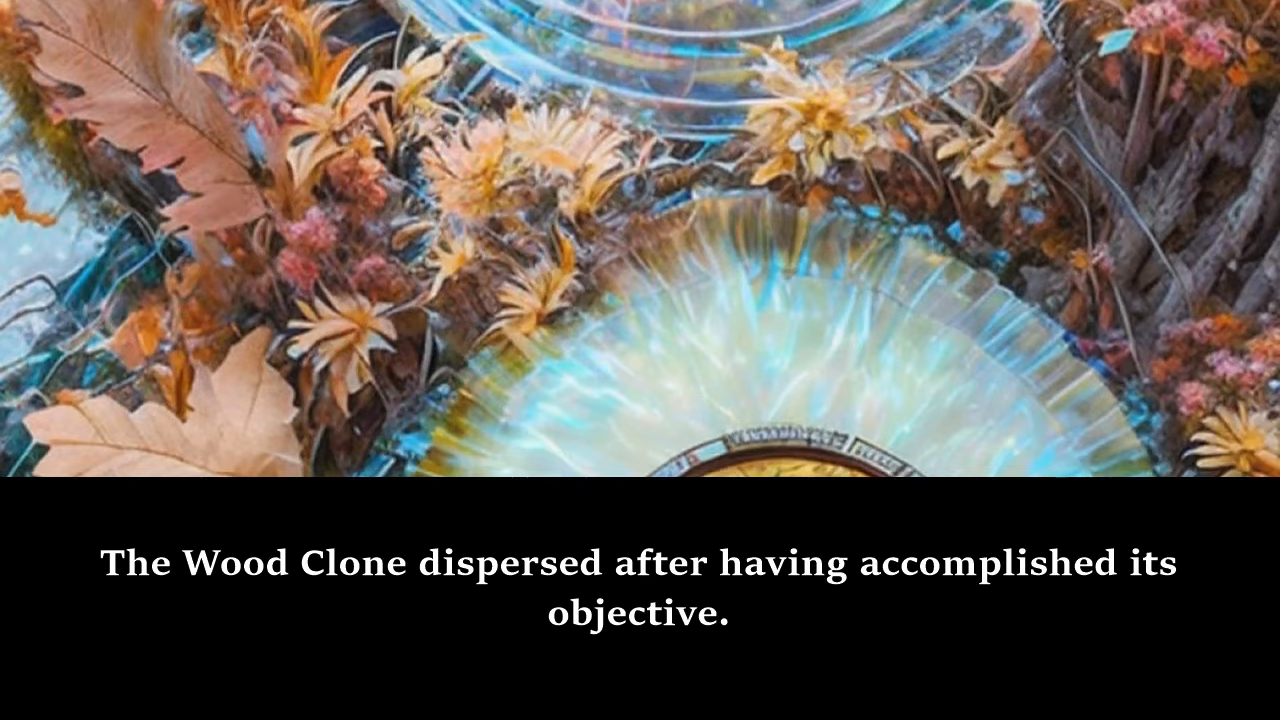 The Wood Clone dispersed after having accomplished its
objective.